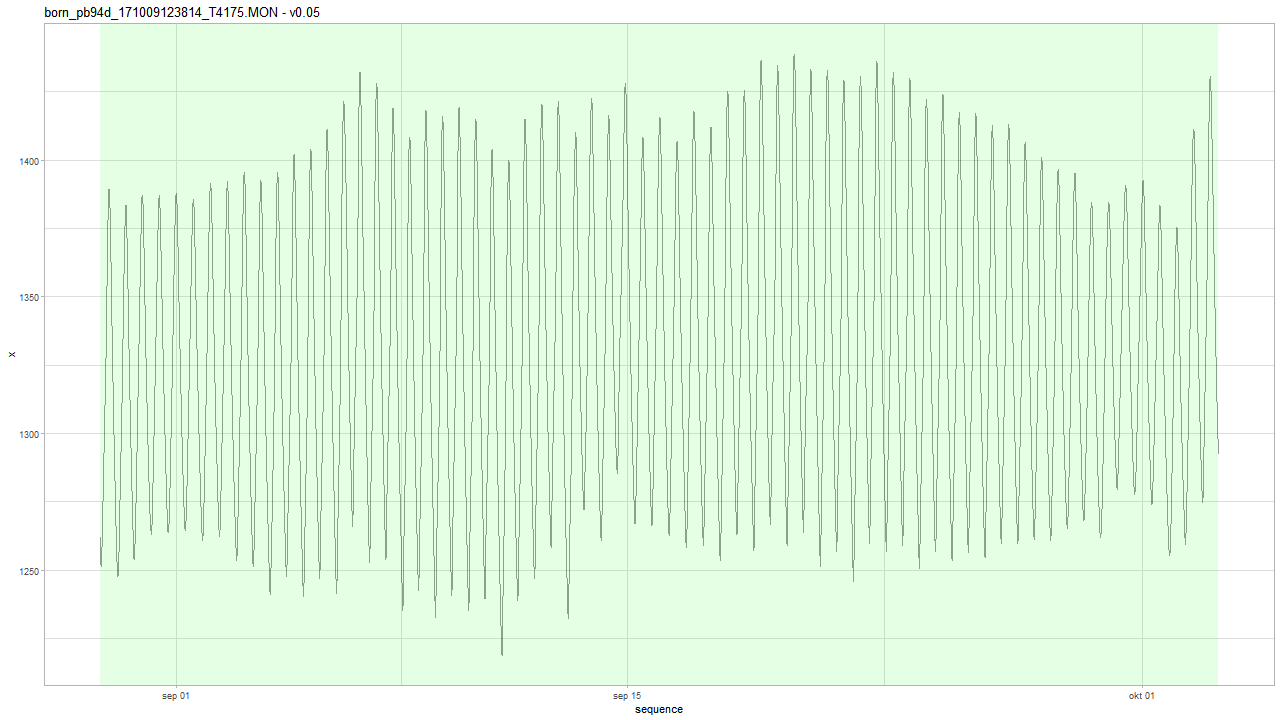 born_pb94d_171009123814_T4175.MON - v0.05
1400
1350
1300
1250
x
sep 01
sep 15
okt 01
sequence